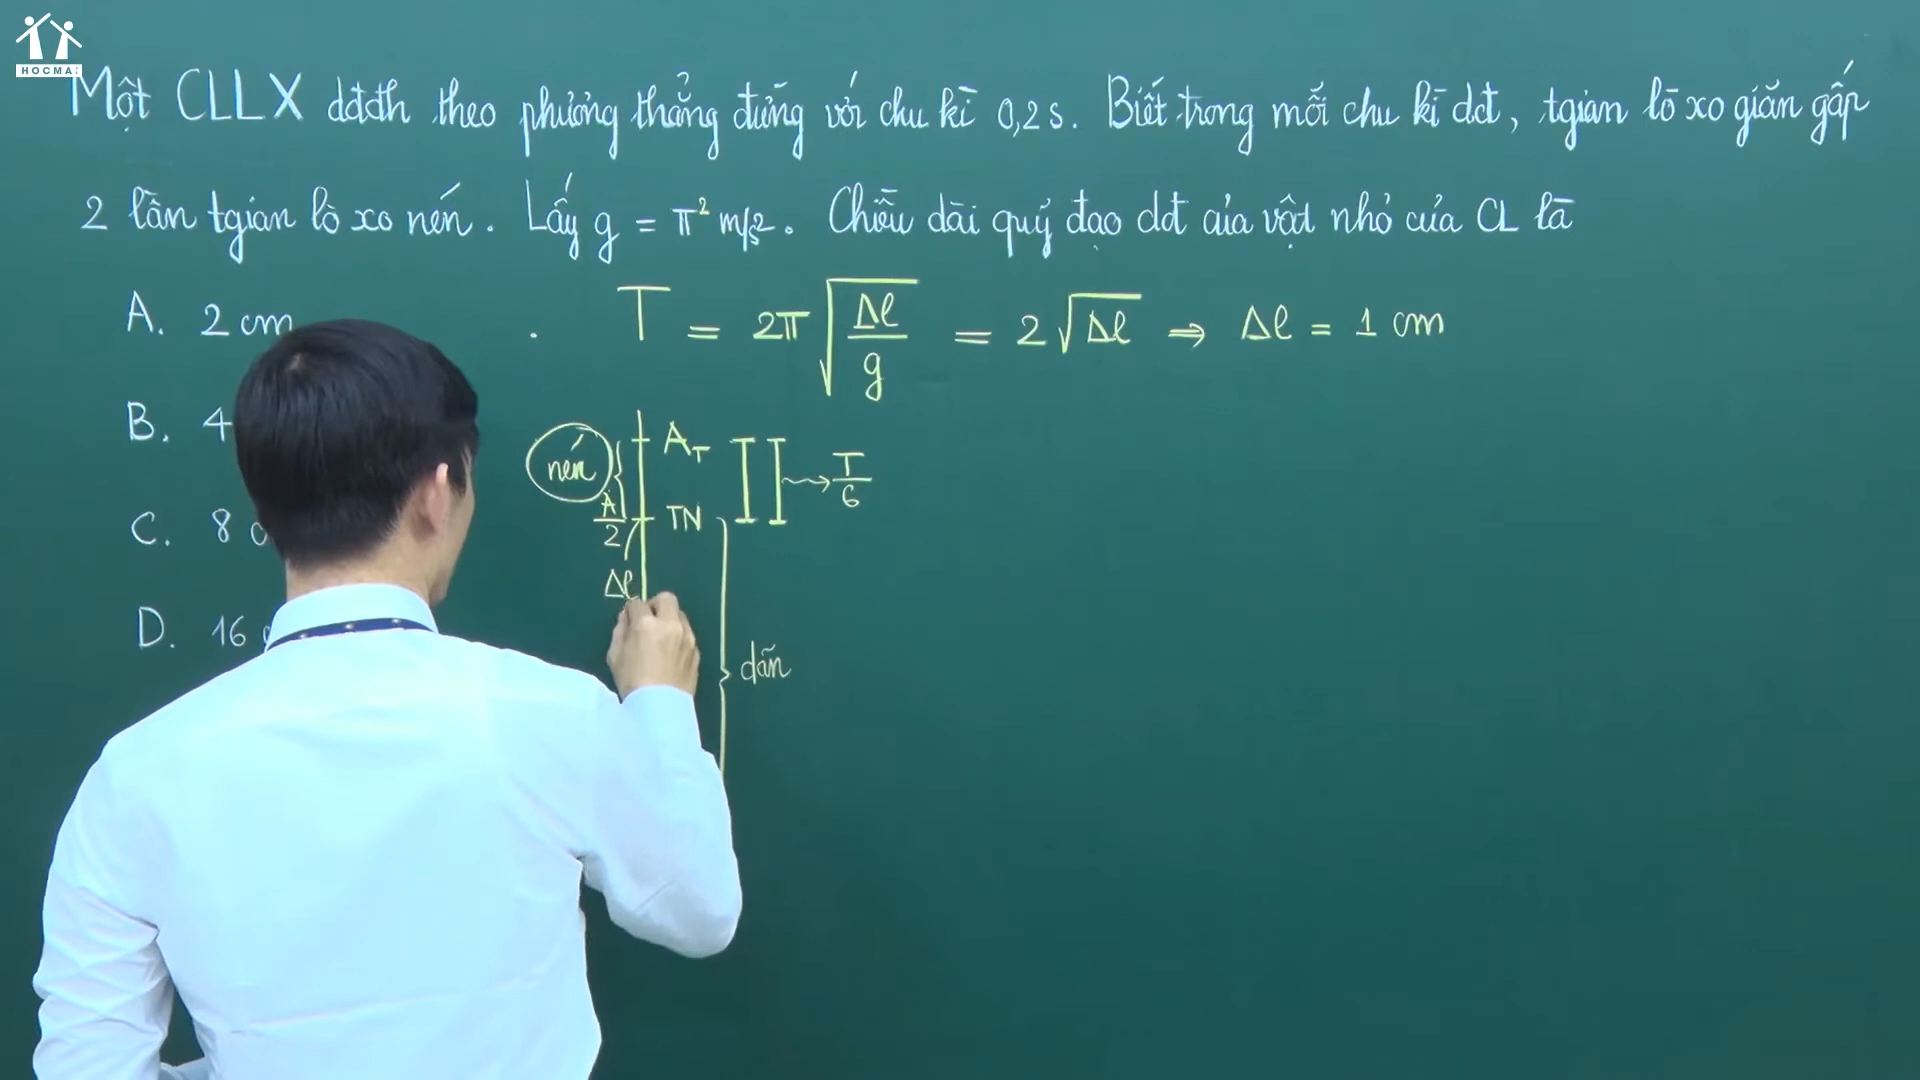 HOCMAI
Một CLLX dđđh theo phương thẳng đứng với chu kì 0,2 s. Biết trong mỗi chu kì dđ, tgian lò xo giãn gấp
2 lần tgian lò xo nén. Lấy g = π² m/s². Chiều dài quỹ đạo dđ của vật nhỏ của CL là
A. 2 cm
T = 2π√(Δl/g) = 2√Δl ⇒ Δl = 1 cm
B. 4
nén
A_T
T/6
C. 8 c
A/2
TN
Δl
D. 16 c
dãn